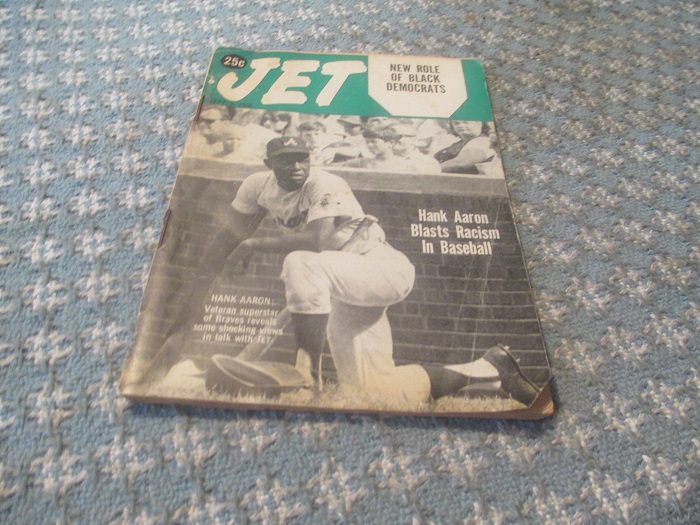 25c
JET
NEW ROLE
OF BLACK
DEMOCRATS
A
Hank Aaron
Blasts Racism
In Baseball
HANK AARON:
Veteran superstar
of Braves reveals
some shocking views
in talk with JET